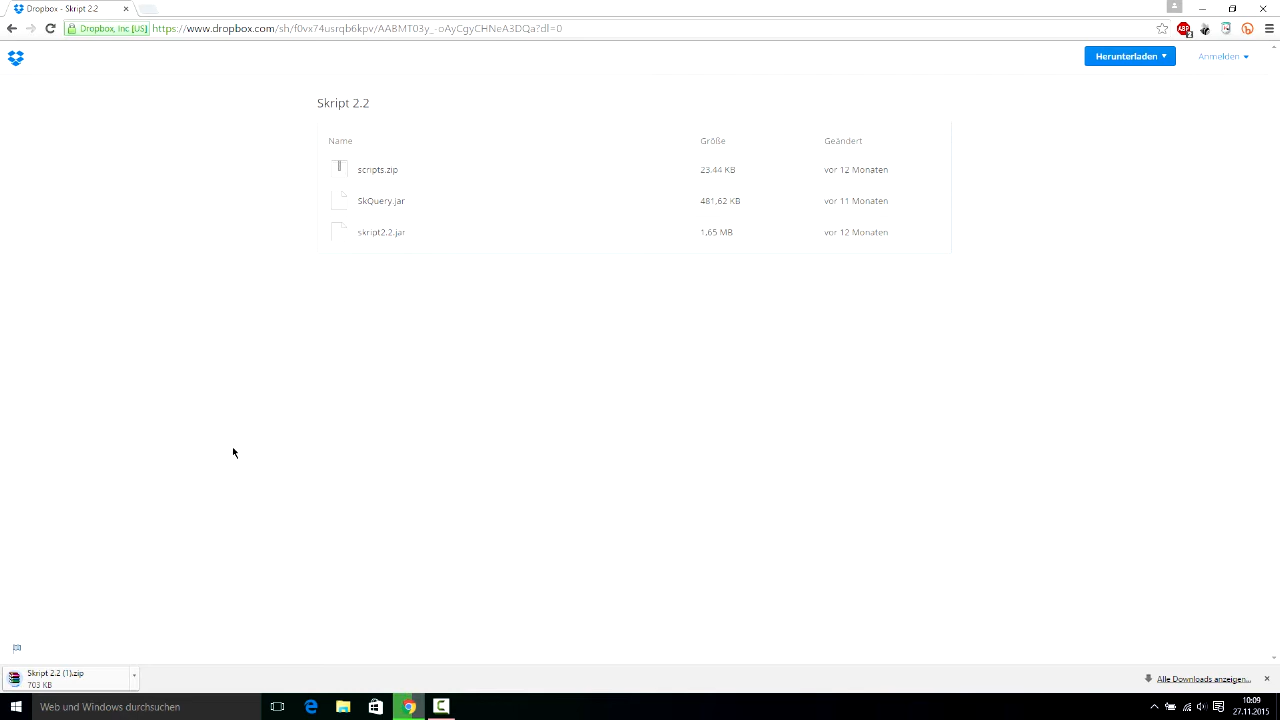 Dropbox - Skript 2.2
Dropbox, Inc [US] https://www.dropbox.com/sh/f0vx74usrqb6kpv/AABMT03y_-oAyCgyCHNeA3DQa?dl=0
ABP
Herunterladen
Anmelden
Skript 2.2
Name Größe Geändert
scripts.zip 23,44 KB vor 12 Monaten
SkQuery.jar 481,62 KB vor 11 Monaten
skript2.2.jar 1,65 MB vor 12 Monaten
Skript 2.2 (1).zip
703 KB
Alle Downloads anzeigen...
Web und Windows durchsuchen
10:09
27.11.2015